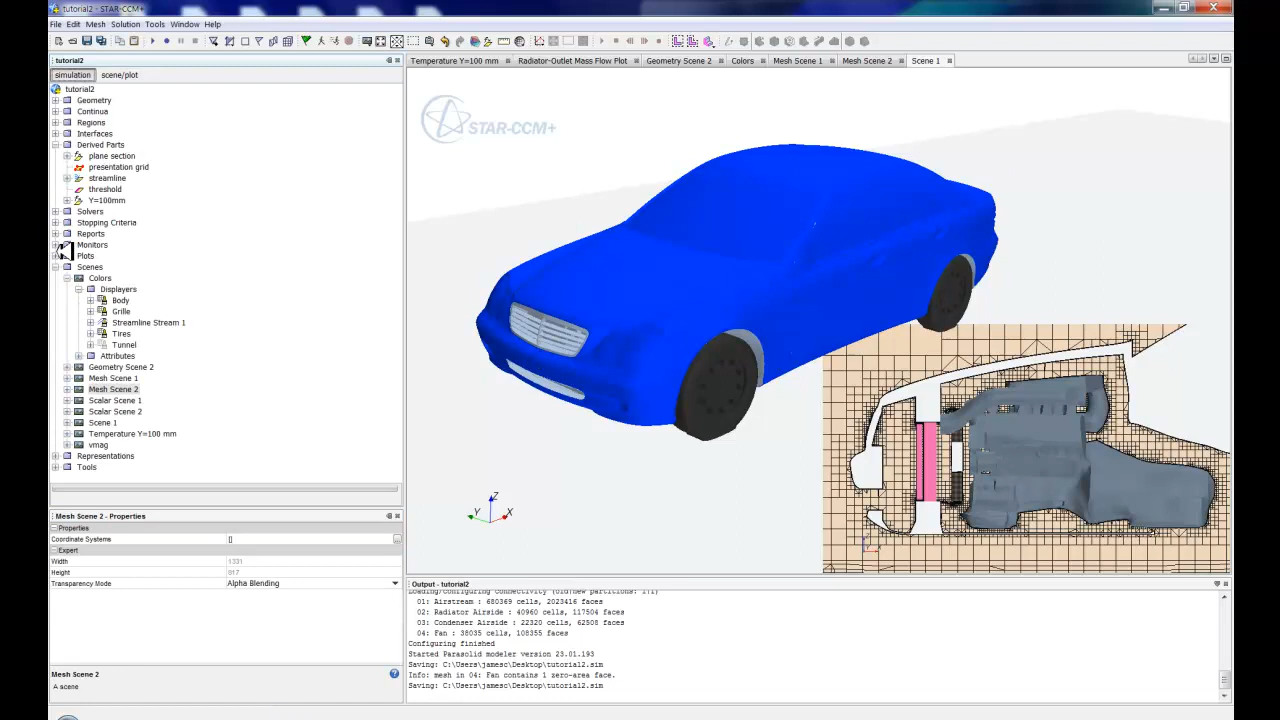 tutorial2 - STAR-CCM+
File Edit Mesh Solution Tools Window Help
tutorial2
simulation scene/plot
tutorial2
Geometry
Continua
Regions
Interfaces
Derived Parts
plane section
presentation grid
streamline
threshold
Y=100mm
Solvers
Stopping Criteria
Reports
Monitors
Plots
Scenes
Colors
Displayers
Body
Grille
Streamline Stream 1
Tires
Tunnel
Attributes
Geometry Scene 2
Mesh Scene 1
Mesh Scene 2
Scalar Scene 1
Scalar Scene 2
Scene 1
Temperature Y=100 mm
vmag
Representations
Tools
Mesh Scene 2 - Properties
Properties
Coordinate Systems []
Expert
Width 1331
Height 817
Transparency Mode Alpha Blending
Mesh Scene 2
A scene
Temperature Y=100 mm Radiator-Outlet Mass Flow Plot Geometry Scene 2 Colors Mesh Scene 1 Mesh Scene 2 Scene 1
STAR-CCM+
Z
Y X
Output - tutorial2
Loading/configuring connectivity (old|new partitions: 1|1)
01: Airstream : 680369 cells, 2023416 faces
02: Radiator Airside : 40960 cells, 117504 faces
03: Condenser Airside : 22320 cells, 62508 faces
04: Fan : 38035 cells, 108355 faces
Configuring finished
Started Parasolid modeler version 23.01.193
Saving: C:\Users\jamesc\Desktop\tutorial2.sim
Info: mesh in 04: Fan contains 1 zero-area face.
Saving: C:\Users\jamesc\Desktop\tutorial2.sim